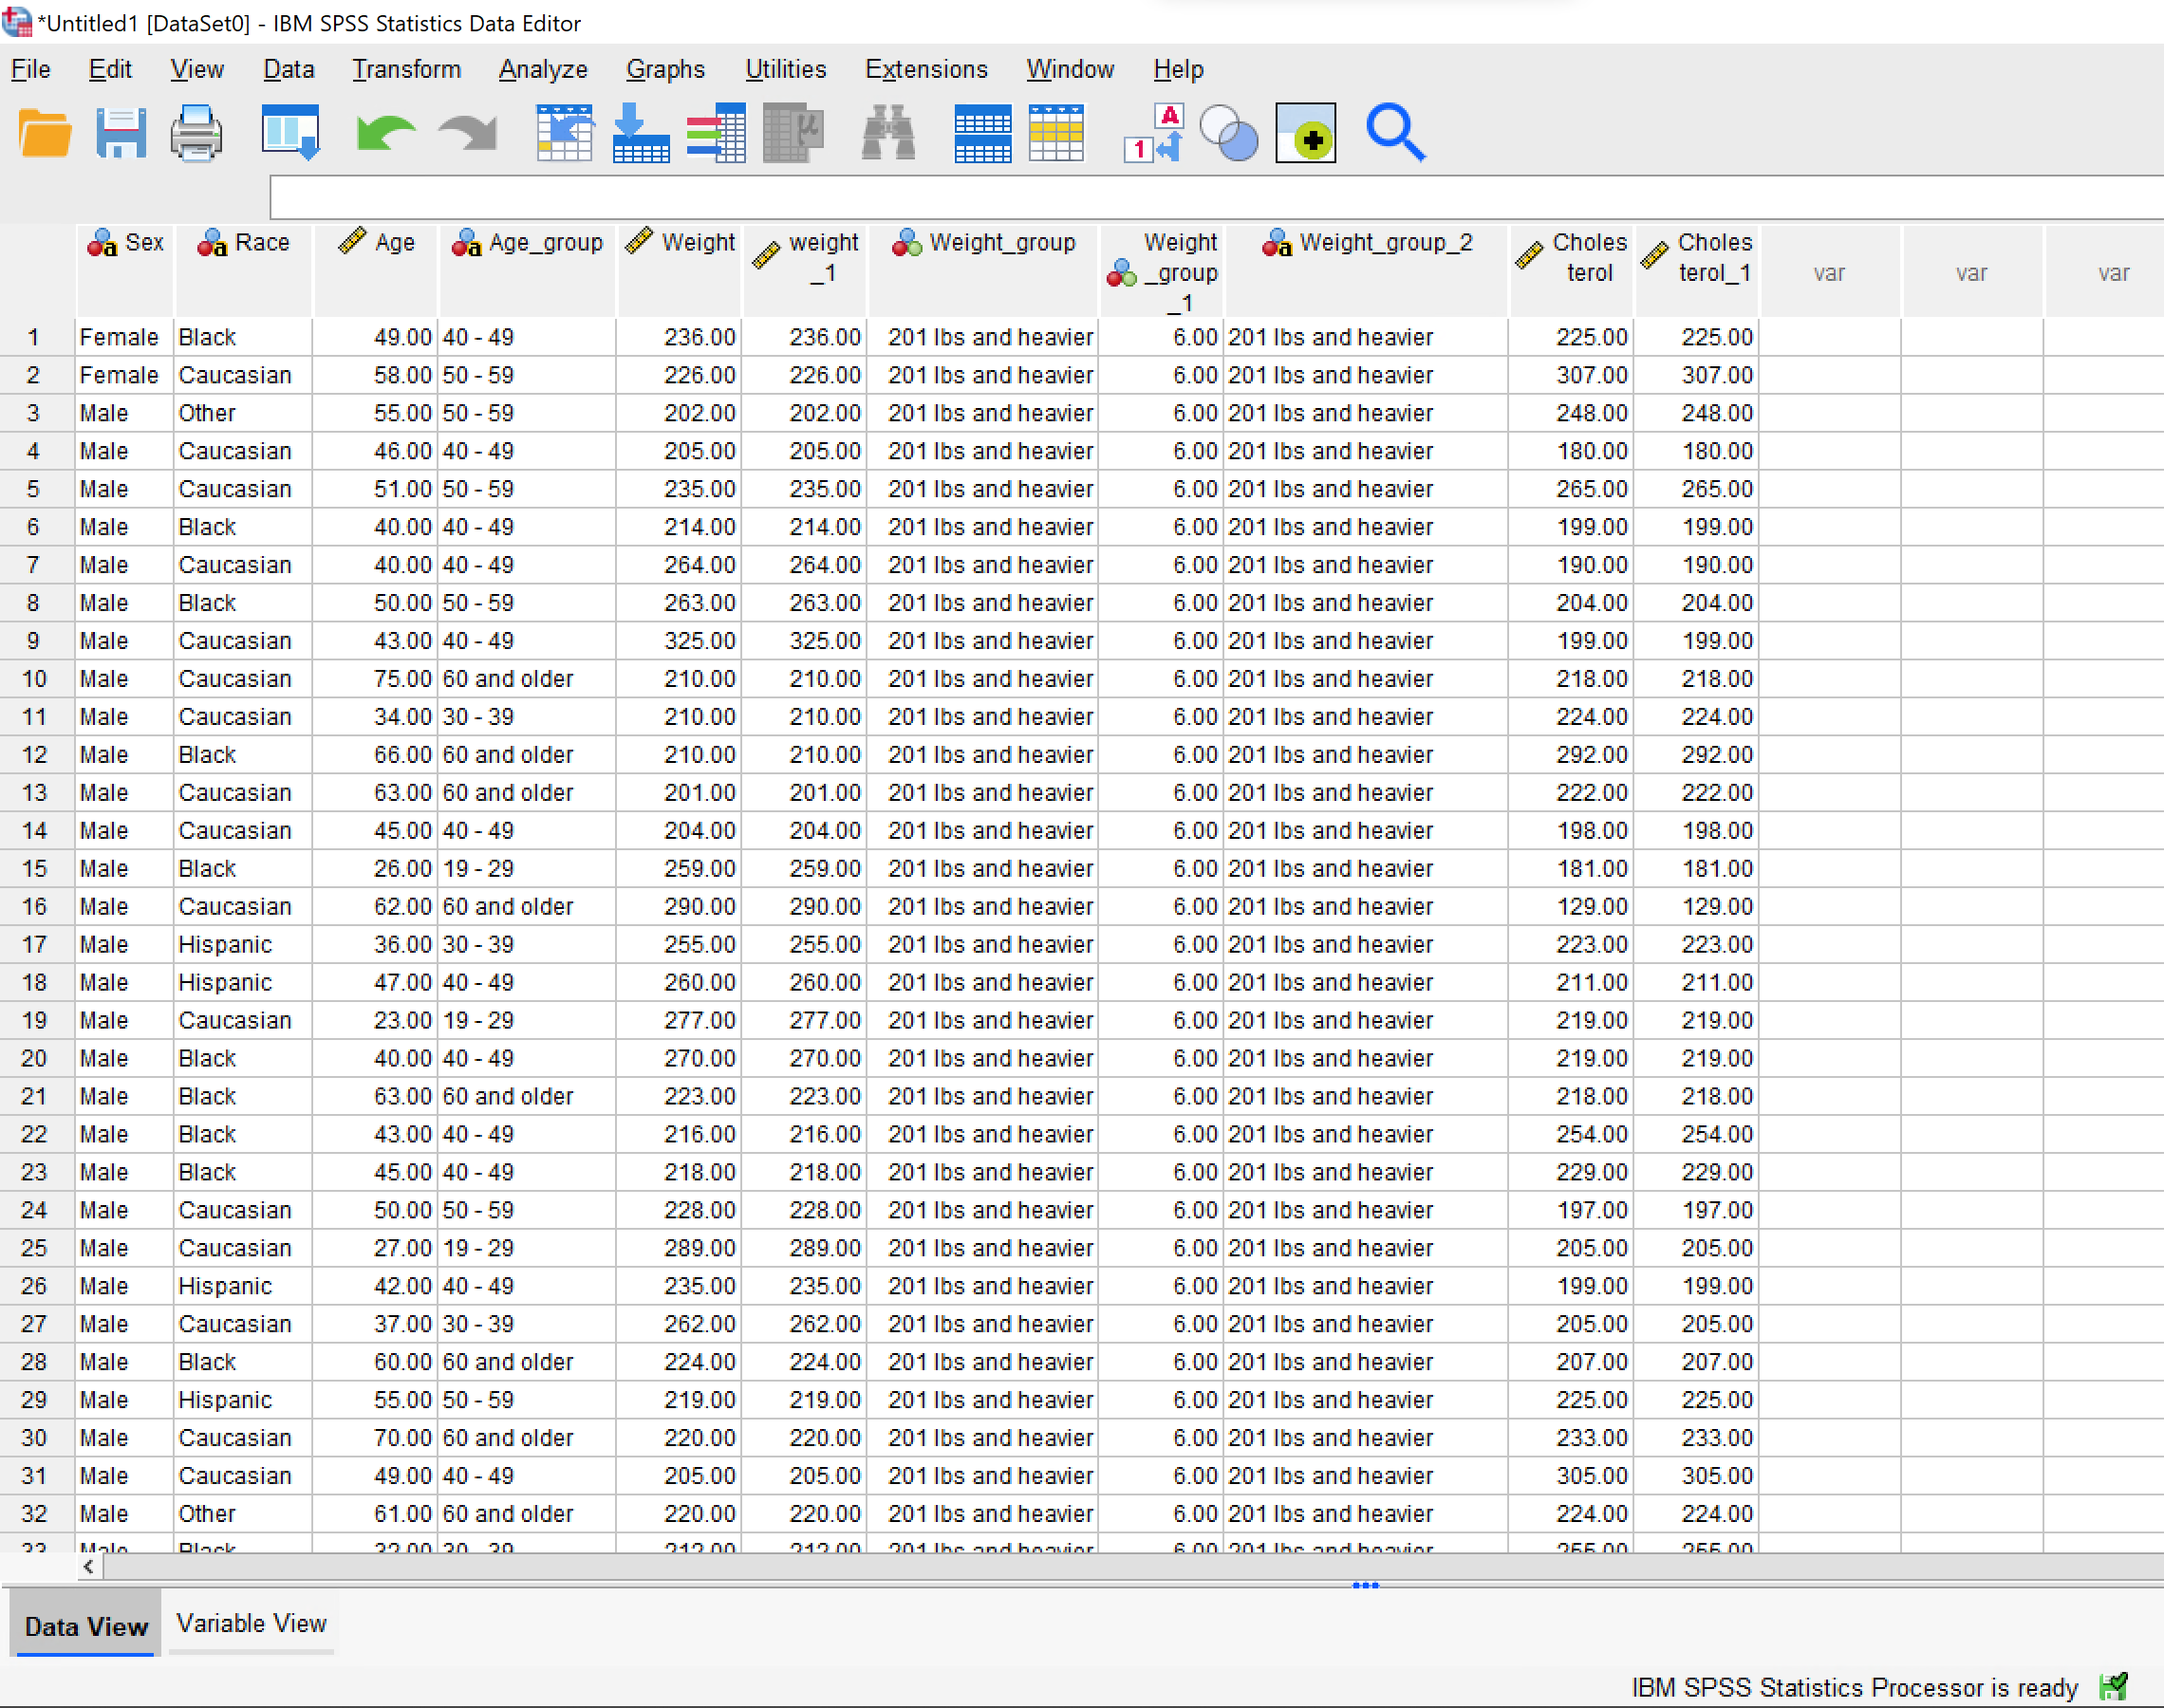 *Untitled1 [DataSet0] - IBM SPSS Statistics Data Editor
File Edit View Data Transform Analyze Graphs Utilities Extensions Window Help
Sex Race Age Age_group Weight weight_1 Weight_group Weight_group_1 Weight_group_2 Cholesterol Cholesterol_1 var var var
1 Female Black 49.00 40 - 49 236.00 236.00 201 lbs and heavier 6.00 201 lbs and heavier 225.00 225.00
2 Female Caucasian 58.00 50 - 59 226.00 226.00 201 lbs and heavier 6.00 201 lbs and heavier 307.00 307.00
3 Male Other 55.00 50 - 59 202.00 202.00 201 lbs and heavier 6.00 201 lbs and heavier 248.00 248.00
4 Male Caucasian 46.00 40 - 49 205.00 205.00 201 lbs and heavier 6.00 201 lbs and heavier 180.00 180.00
5 Male Caucasian 51.00 50 - 59 235.00 235.00 201 lbs and heavier 6.00 201 lbs and heavier 265.00 265.00
6 Male Black 40.00 40 - 49 214.00 214.00 201 lbs and heavier 6.00 201 lbs and heavier 199.00 199.00
7 Male Caucasian 40.00 40 - 49 264.00 264.00 201 lbs and heavier 6.00 201 lbs and heavier 190.00 190.00
8 Male Black 50.00 50 - 59 263.00 263.00 201 lbs and heavier 6.00 201 lbs and heavier 204.00 204.00
9 Male Caucasian 43.00 40 - 49 325.00 325.00 201 lbs and heavier 6.00 201 lbs and heavier 199.00 199.00
10 Male Caucasian 75.00 60 and older 210.00 210.00 201 lbs and heavier 6.00 201 lbs and heavier 218.00 218.00
11 Male Caucasian 34.00 30 - 39 210.00 210.00 201 lbs and heavier 6.00 201 lbs and heavier 224.00 224.00
12 Male Black 66.00 60 and older 210.00 210.00 201 lbs and heavier 6.00 201 lbs and heavier 292.00 292.00
13 Male Caucasian 63.00 60 and older 201.00 201.00 201 lbs and heavier 6.00 201 lbs and heavier 222.00 222.00
14 Male Caucasian 45.00 40 - 49 204.00 204.00 201 lbs and heavier 6.00 201 lbs and heavier 198.00 198.00
15 Male Black 26.00 19 - 29 259.00 259.00 201 lbs and heavier 6.00 201 lbs and heavier 181.00 181.00
16 Male Caucasian 62.00 60 and older 290.00 290.00 201 lbs and heavier 6.00 201 lbs and heavier 129.00 129.00
17 Male Hispanic 36.00 30 - 39 255.00 255.00 201 lbs and heavier 6.00 201 lbs and heavier 223.00 223.00
18 Male Hispanic 47.00 40 - 49 260.00 260.00 201 lbs and heavier 6.00 201 lbs and heavier 211.00 211.00
19 Male Caucasian 23.00 19 - 29 277.00 277.00 201 lbs and heavier 6.00 201 lbs and heavier 219.00 219.00
20 Male Black 40.00 40 - 49 270.00 270.00 201 lbs and heavier 6.00 201 lbs and heavier 219.00 219.00
21 Male Black 63.00 60 and older 223.00 223.00 201 lbs and heavier 6.00 201 lbs and heavier 218.00 218.00
22 Male Black 43.00 40 - 49 216.00 216.00 201 lbs and heavier 6.00 201 lbs and heavier 254.00 254.00
23 Male Black 45.00 40 - 49 218.00 218.00 201 lbs and heavier 6.00 201 lbs and heavier 229.00 229.00
24 Male Caucasian 50.00 50 - 59 228.00 228.00 201 lbs and heavier 6.00 201 lbs and heavier 197.00 197.00
25 Male Caucasian 27.00 19 - 29 289.00 289.00 201 lbs and heavier 6.00 201 lbs and heavier 205.00 205.00
26 Male Hispanic 42.00 40 - 49 235.00 235.00 201 lbs and heavier 6.00 201 lbs and heavier 199.00 199.00
27 Male Caucasian 37.00 30 - 39 262.00 262.00 201 lbs and heavier 6.00 201 lbs and heavier 205.00 205.00
28 Male Black 60.00 60 and older 224.00 224.00 201 lbs and heavier 6.00 201 lbs and heavier 207.00 207.00
29 Male Hispanic 55.00 50 - 59 219.00 219.00 201 lbs and heavier 6.00 201 lbs and heavier 225.00 225.00
30 Male Caucasian 70.00 60 and older 220.00 220.00 201 lbs and heavier 6.00 201 lbs and heavier 233.00 233.00
31 Male Caucasian 49.00 40 - 49 205.00 205.00 201 lbs and heavier 6.00 201 lbs and heavier 305.00 305.00
32 Male Other 61.00 60 and older 220.00 220.00 201 lbs and heavier 6.00 201 lbs and heavier 224.00 224.00
Male Black 30 - 39 201 lbs and heavier 6.00 201 lbs and heavier
Data View Variable View
IBM SPSS Statistics Processor is ready